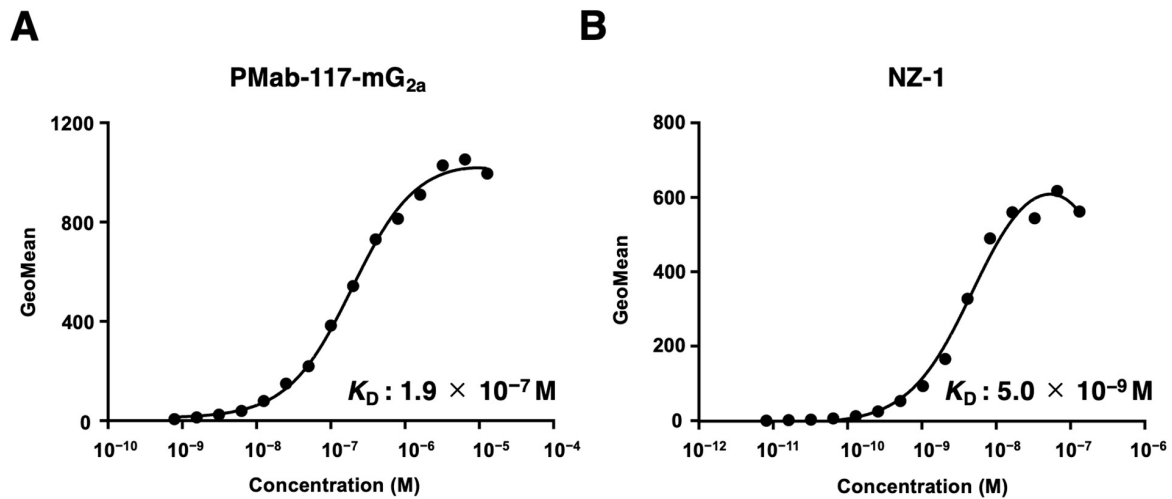 A
PMab-117-mG2a
GeoMean
1200
800
400
0
KD : 1.9 × 10−7 M
10−10 10−9 10−8 10−7 10−6 10−5 10−4
Concentration (M)
B
NZ-1
GeoMean
800
600
400
200
0
KD : 5.0 × 10−9 M
10−12 10−11 10−10 10−9 10−8 10−7 10−6
Concentration (M)